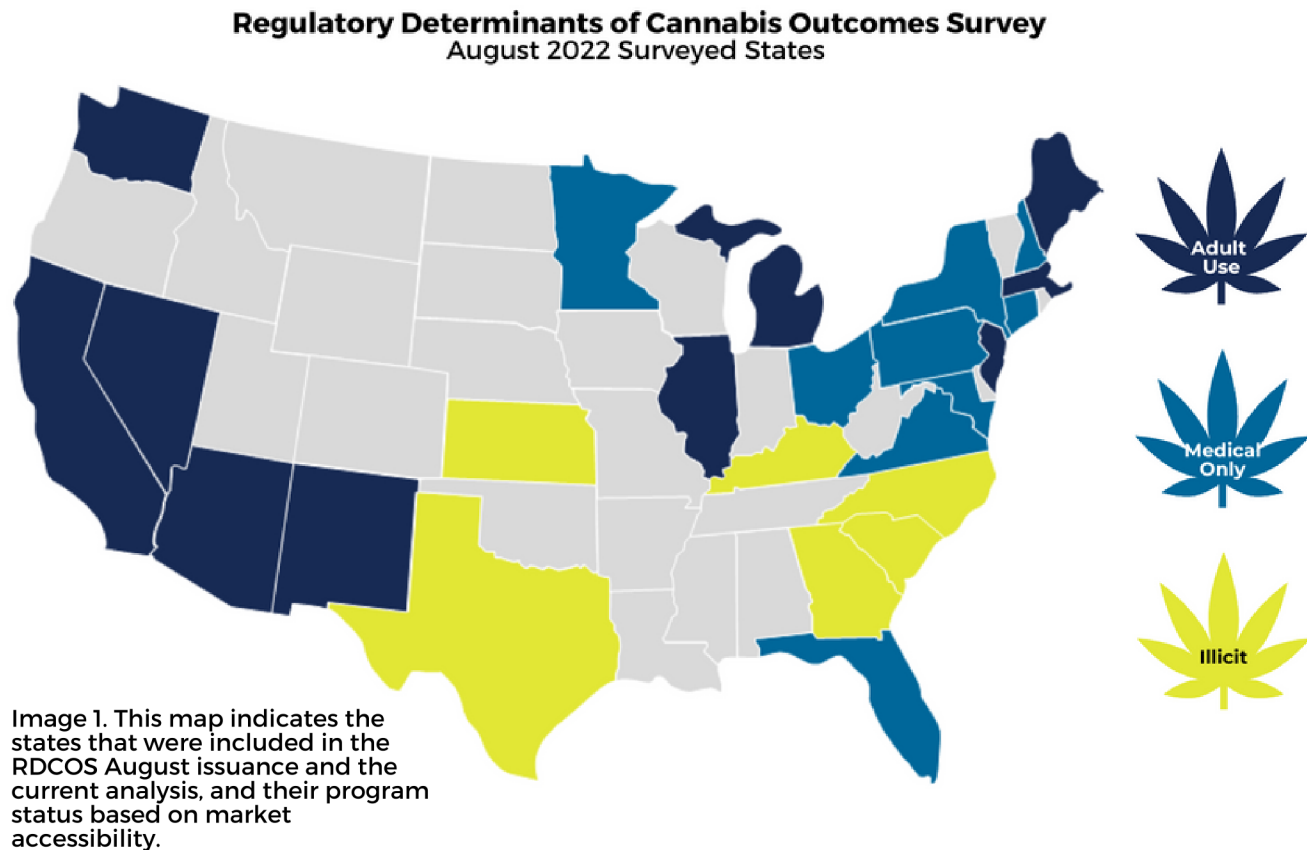 Regulatory Determinants of Cannabis Outcomes Survey
August 2022 Surveyed States
Adult
Use
Medical
Only
Illicit
Image 1. This map indicates the
states that were included in the
RDCOS August issuance and the
current analysis, and their program
status based on market
accessibility.